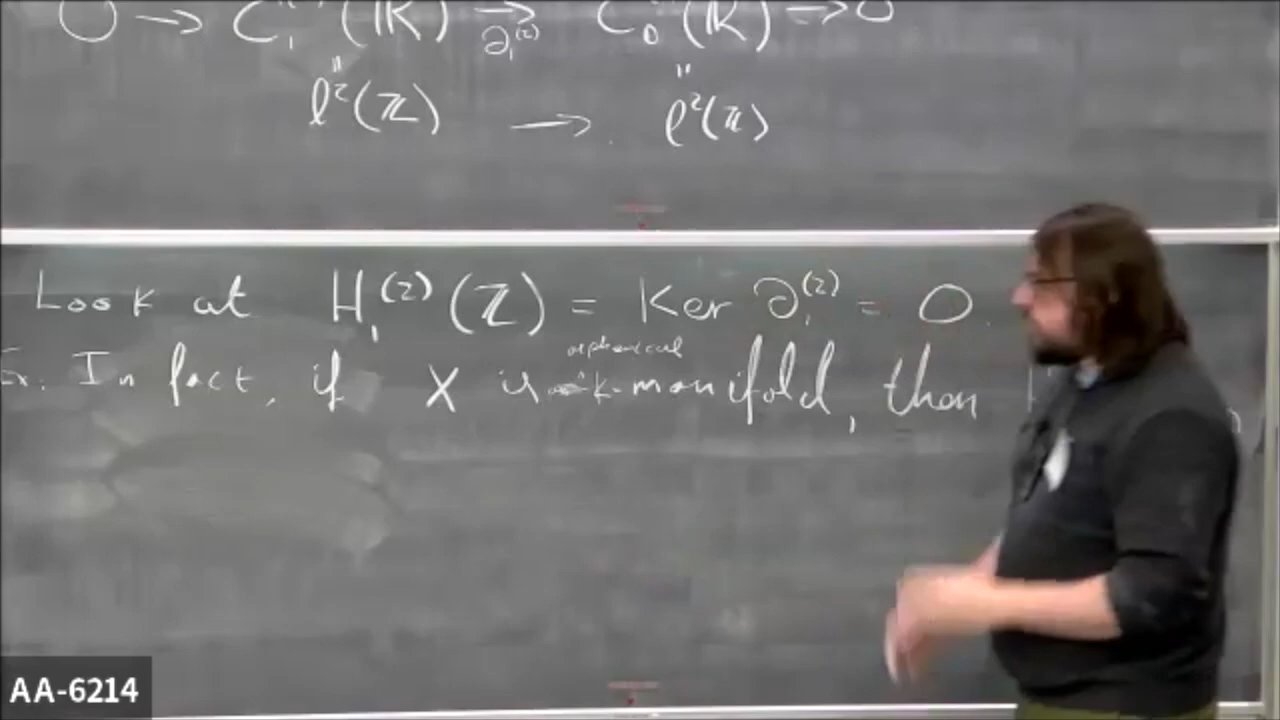 0 → C₁⁽²⁾(ℝ) →∂₁⁽²⁾ C₀⁽²⁾(ℝ) → 0
ℓ²(ℤ) → ℓ²(ℤ)
Look at H₁⁽²⁾(ℤ) = Ker ∂₁⁽²⁾ = 0.
Ex. In fact, if X is aspherical k-manifold, then
AA-6214